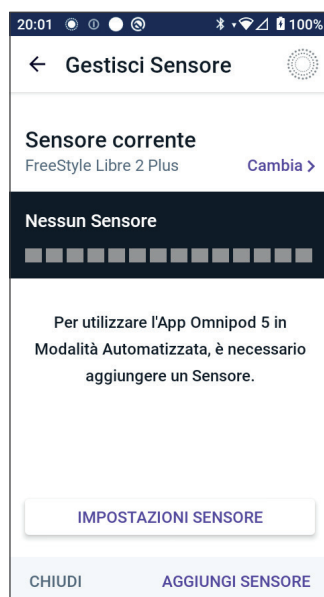 20:01 100%
Gestisci Sensore
Sensore corrente
FreeStyle Libre 2 Plus Cambia >
Nessun Sensore
Per utilizzare l'App Omnipod 5 in
Modalità Automatizzata, è necessario
aggiungere un Sensore.
IMPOSTAZIONI SENSORE
CHIUDI AGGIUNGI SENSORE